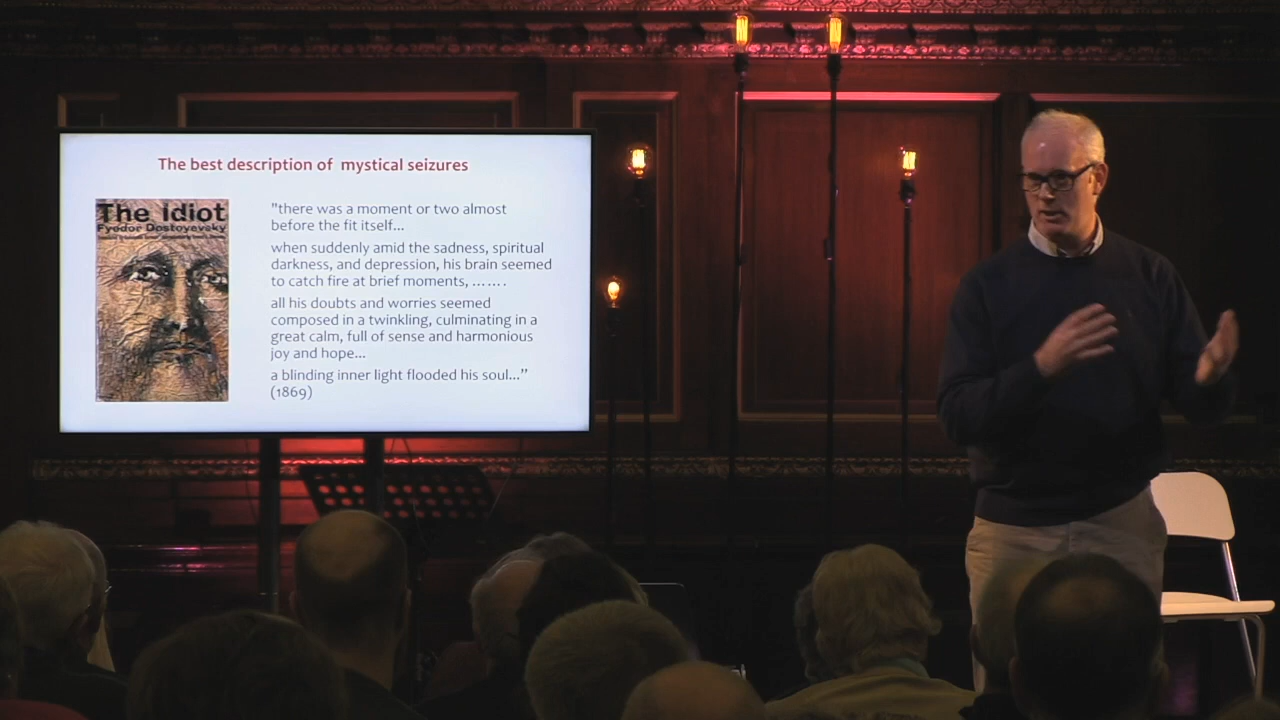 The best description of mystical seizures
The Idiot
Fyodor Dostoyevsky
"there was a moment or two almost
before the fit itself...
when suddenly amid the sadness, spiritual
darkness, and depression, his brain seemed
to catch fire at brief moments, …….
all his doubts and worries seemed
composed in a twinkling, culminating in a
great calm, full of sense and harmonious
joy and hope...
a blinding inner light flooded his soul...”
(1869)